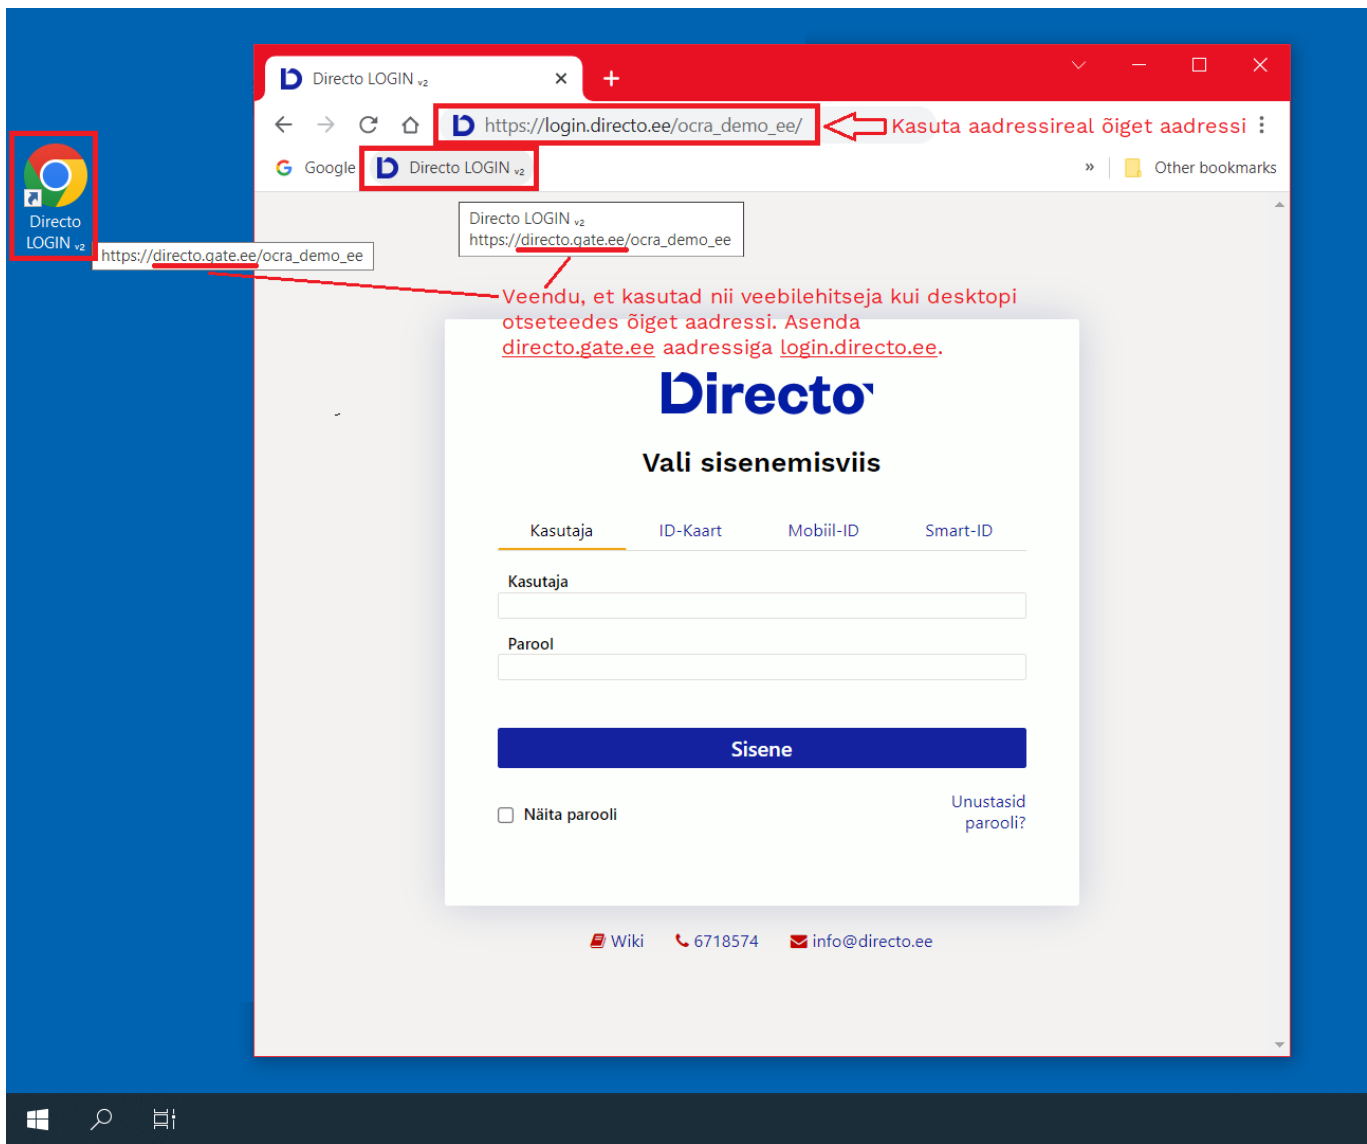 Directo LOGIN v2
https://login.directo.ee/ocra_demo_ee/
Kasuta aadressireal õiget aadressi
Google
Directo LOGIN v2
»
Other bookmarks
Directo
LOGIN v2
https://directo.gate.ee/ocra_demo_ee
Directo LOGIN v2
https://directo.gate.ee/ocra_demo_ee
Veendu, et kasutad nii veebilehitseja kui desktopi
otseteedes õiget aadressi. Asenda
directo.gate.ee aadressiga login.directo.ee.
Directo
Vali sisenemisviis
Kasutaja ID-Kaart Mobiil-ID Smart-ID
Kasutaja
Parool
Sisene
Näita parooli
Unustasid
parooli?
Wiki 6718574 info@directo.ee